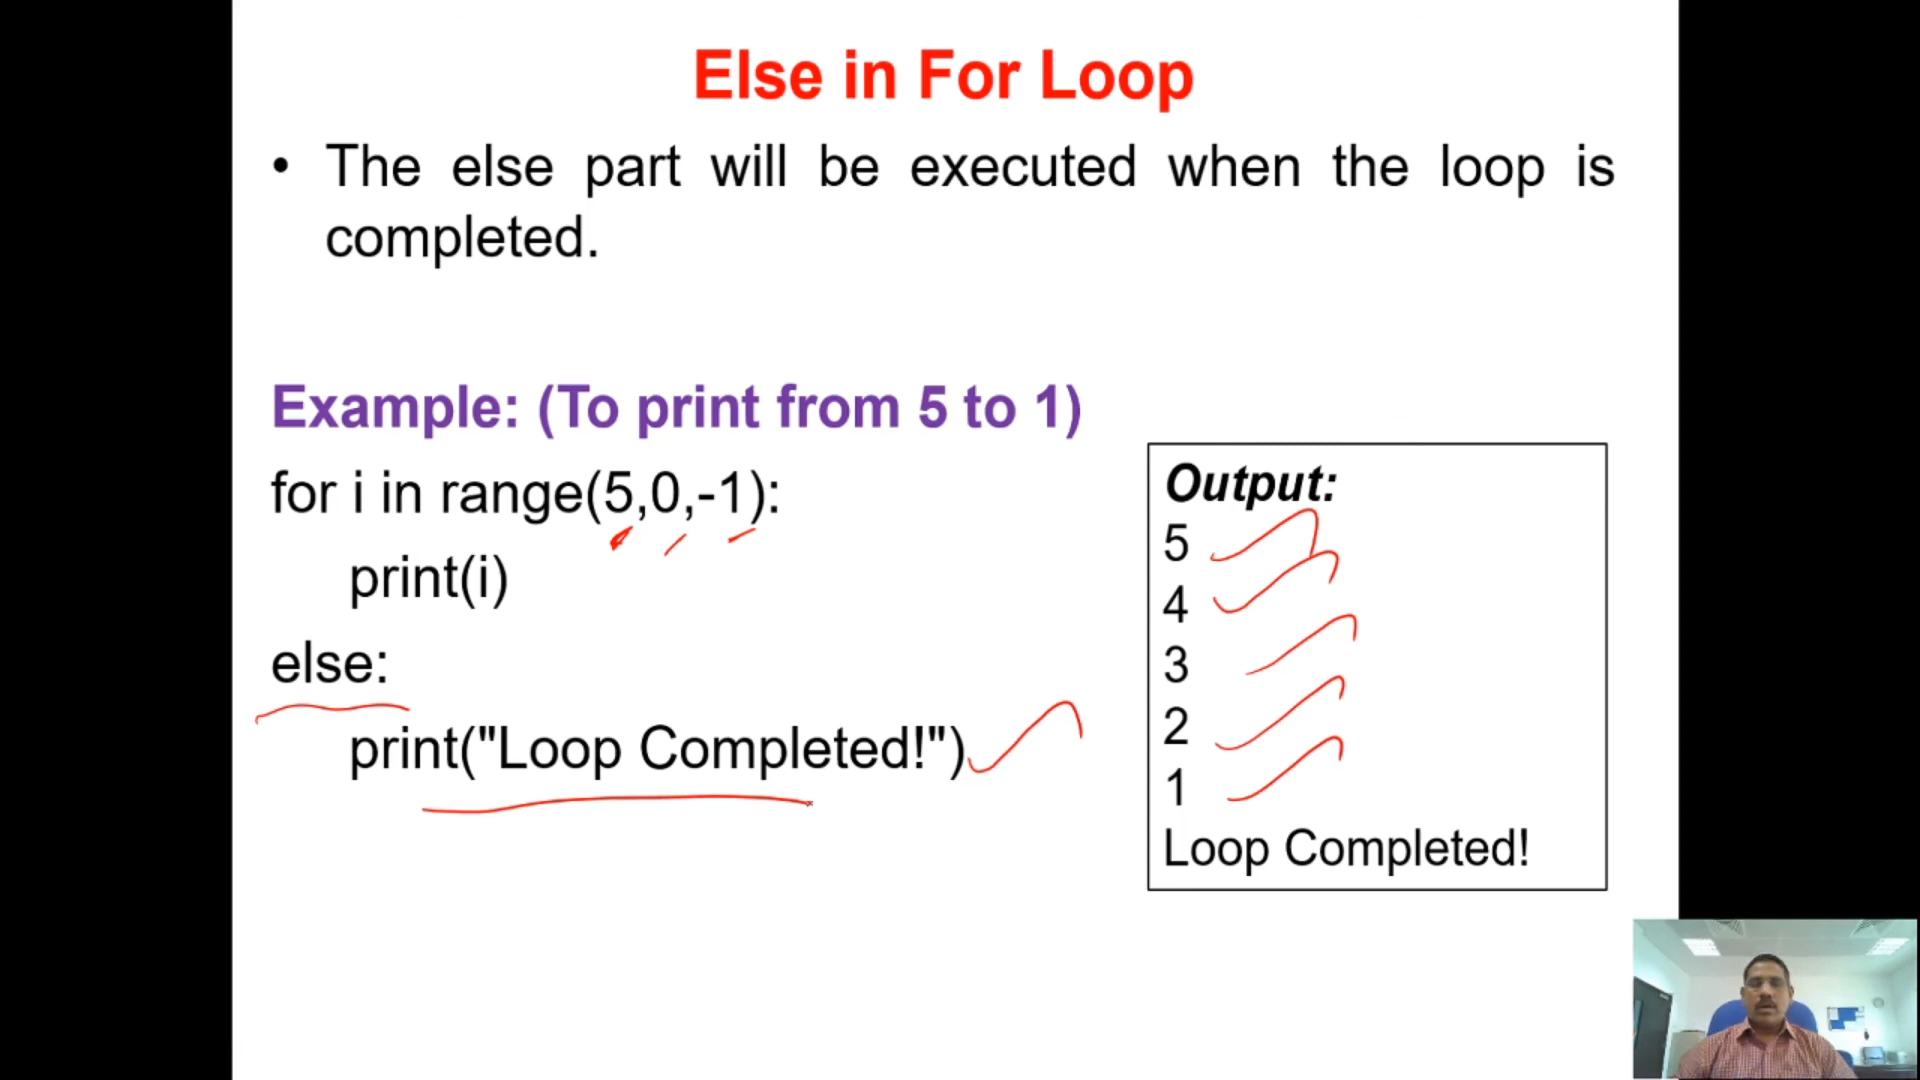 Else in For Loop
• The else part will be executed when the loop is
completed.
Example: (To print from 5 to 1)
for i in range(5,0,-1):
print(i)
else:
print("Loop Completed!")
Output:
5
4
3
2
1
Loop Completed!